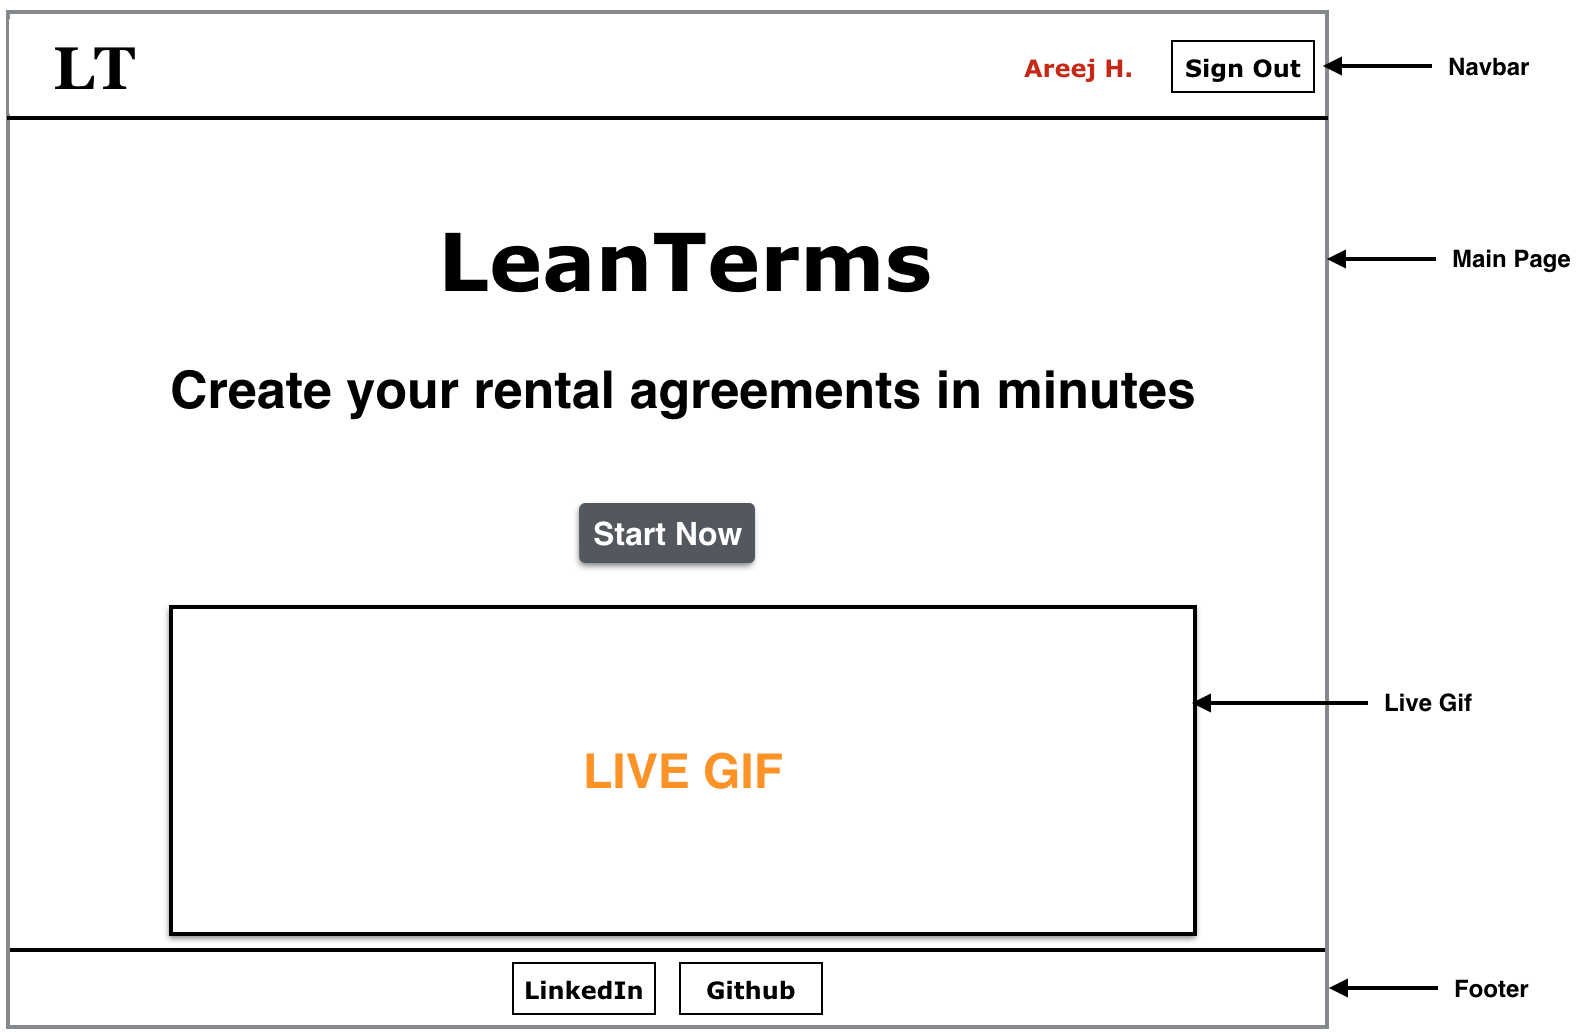 LT
Areej H.
Sign Out
Navbar
LeanTerms
Main Page
Create your rental agreements in minutes
Start Now
Live Gif
LIVE GIF
LinkedIn
Github
Footer